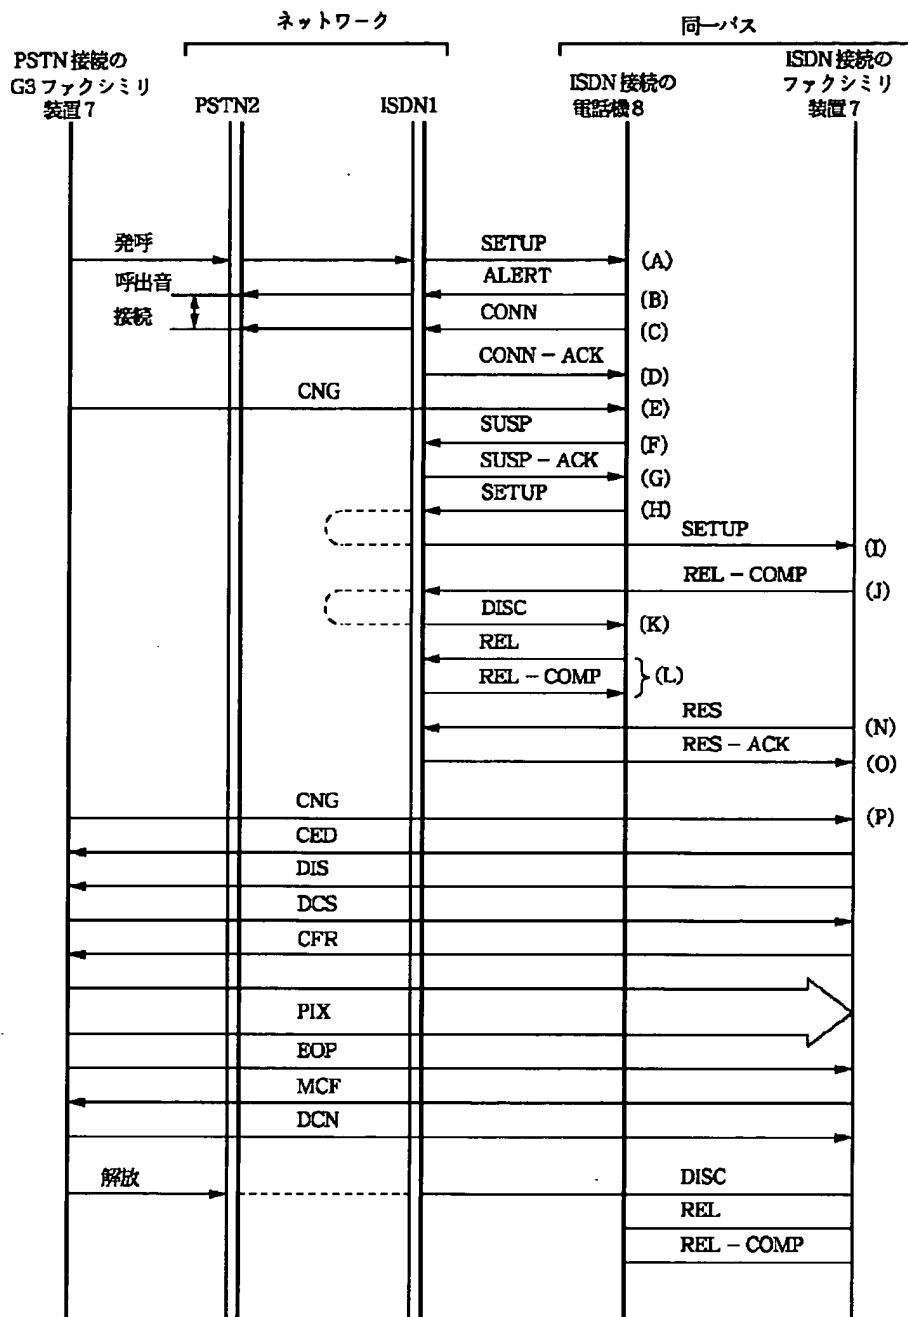 ネットワーク
同一バス
PSTN接続の
G3ファクシミリ
装置7
PSTN2
ISDN1
ISDN接続の
電話機8
ISDN接続の
ファクシミリ
装置7
発呼
SETUP
(A)
呼出音
ALERT
(B)
接続
CONN
(C)
CONN-ACK
(D)
CNG
(E)
SUSP
(F)
SUSP-ACK
(G)
SETUP
(H)
SETUP
(I)
REL-COMP
(J)
DISC
(K)
REL
REL-COMP
(L)
RES
(N)
RES-ACK
(O)
CNG
(P)
CED
DIS
DCS
CFR
PIX
EOP
MCF
DCN
解放
DISC
REL
REL-COMP